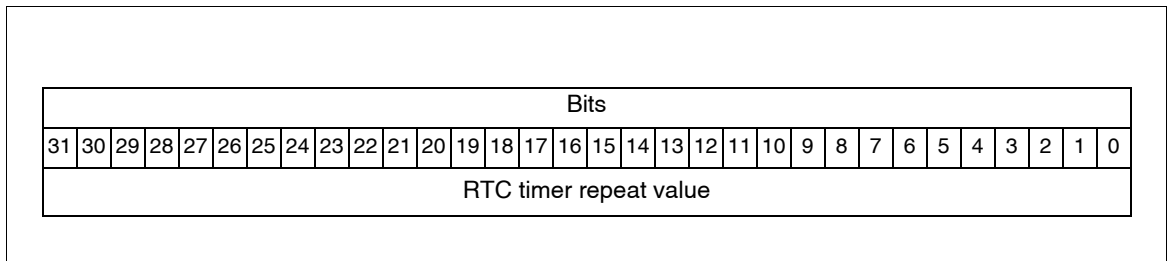 Bits
31 30 29 28 27 26 25 24 23 22 21 20 19 18 17 16 15 14 13 12 11 10 9 8 7 6 5 4 3 2 1 0
RTC timer repeat value